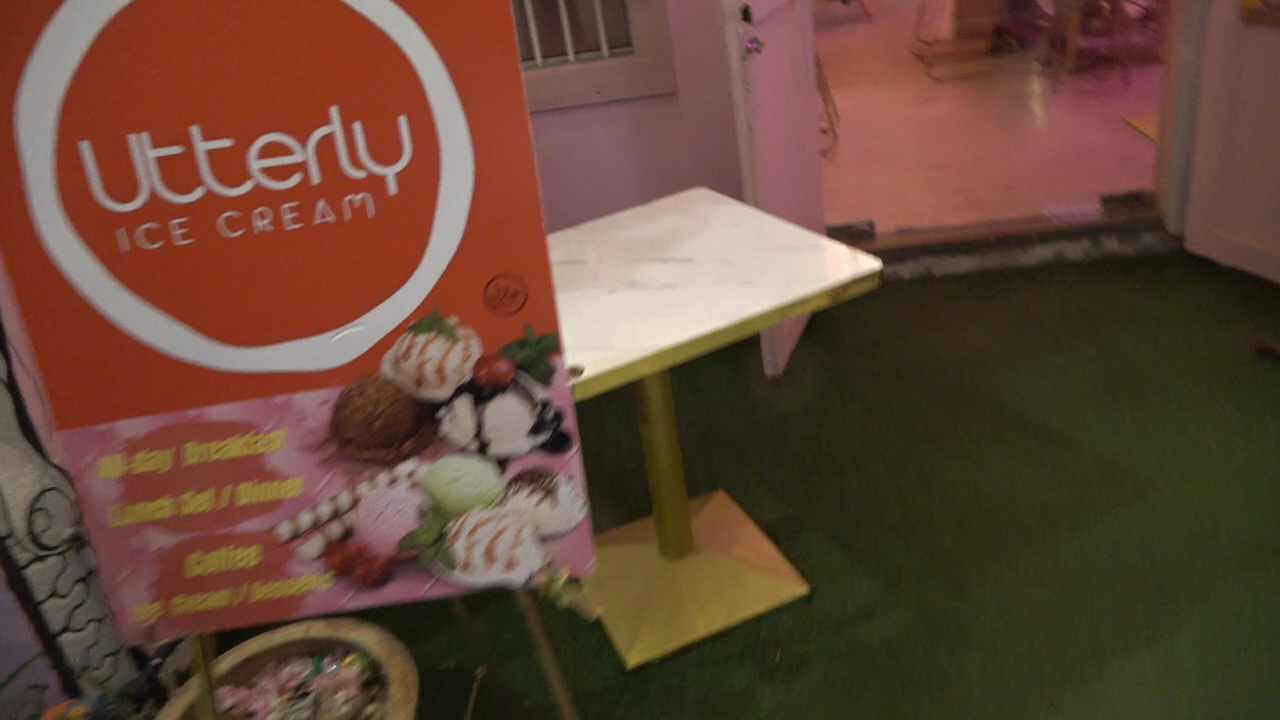 Utterly
ICE CREAM
All-day Breakfast
Lunch Set / Dinner
Coffee
Ice Cream / Desserts